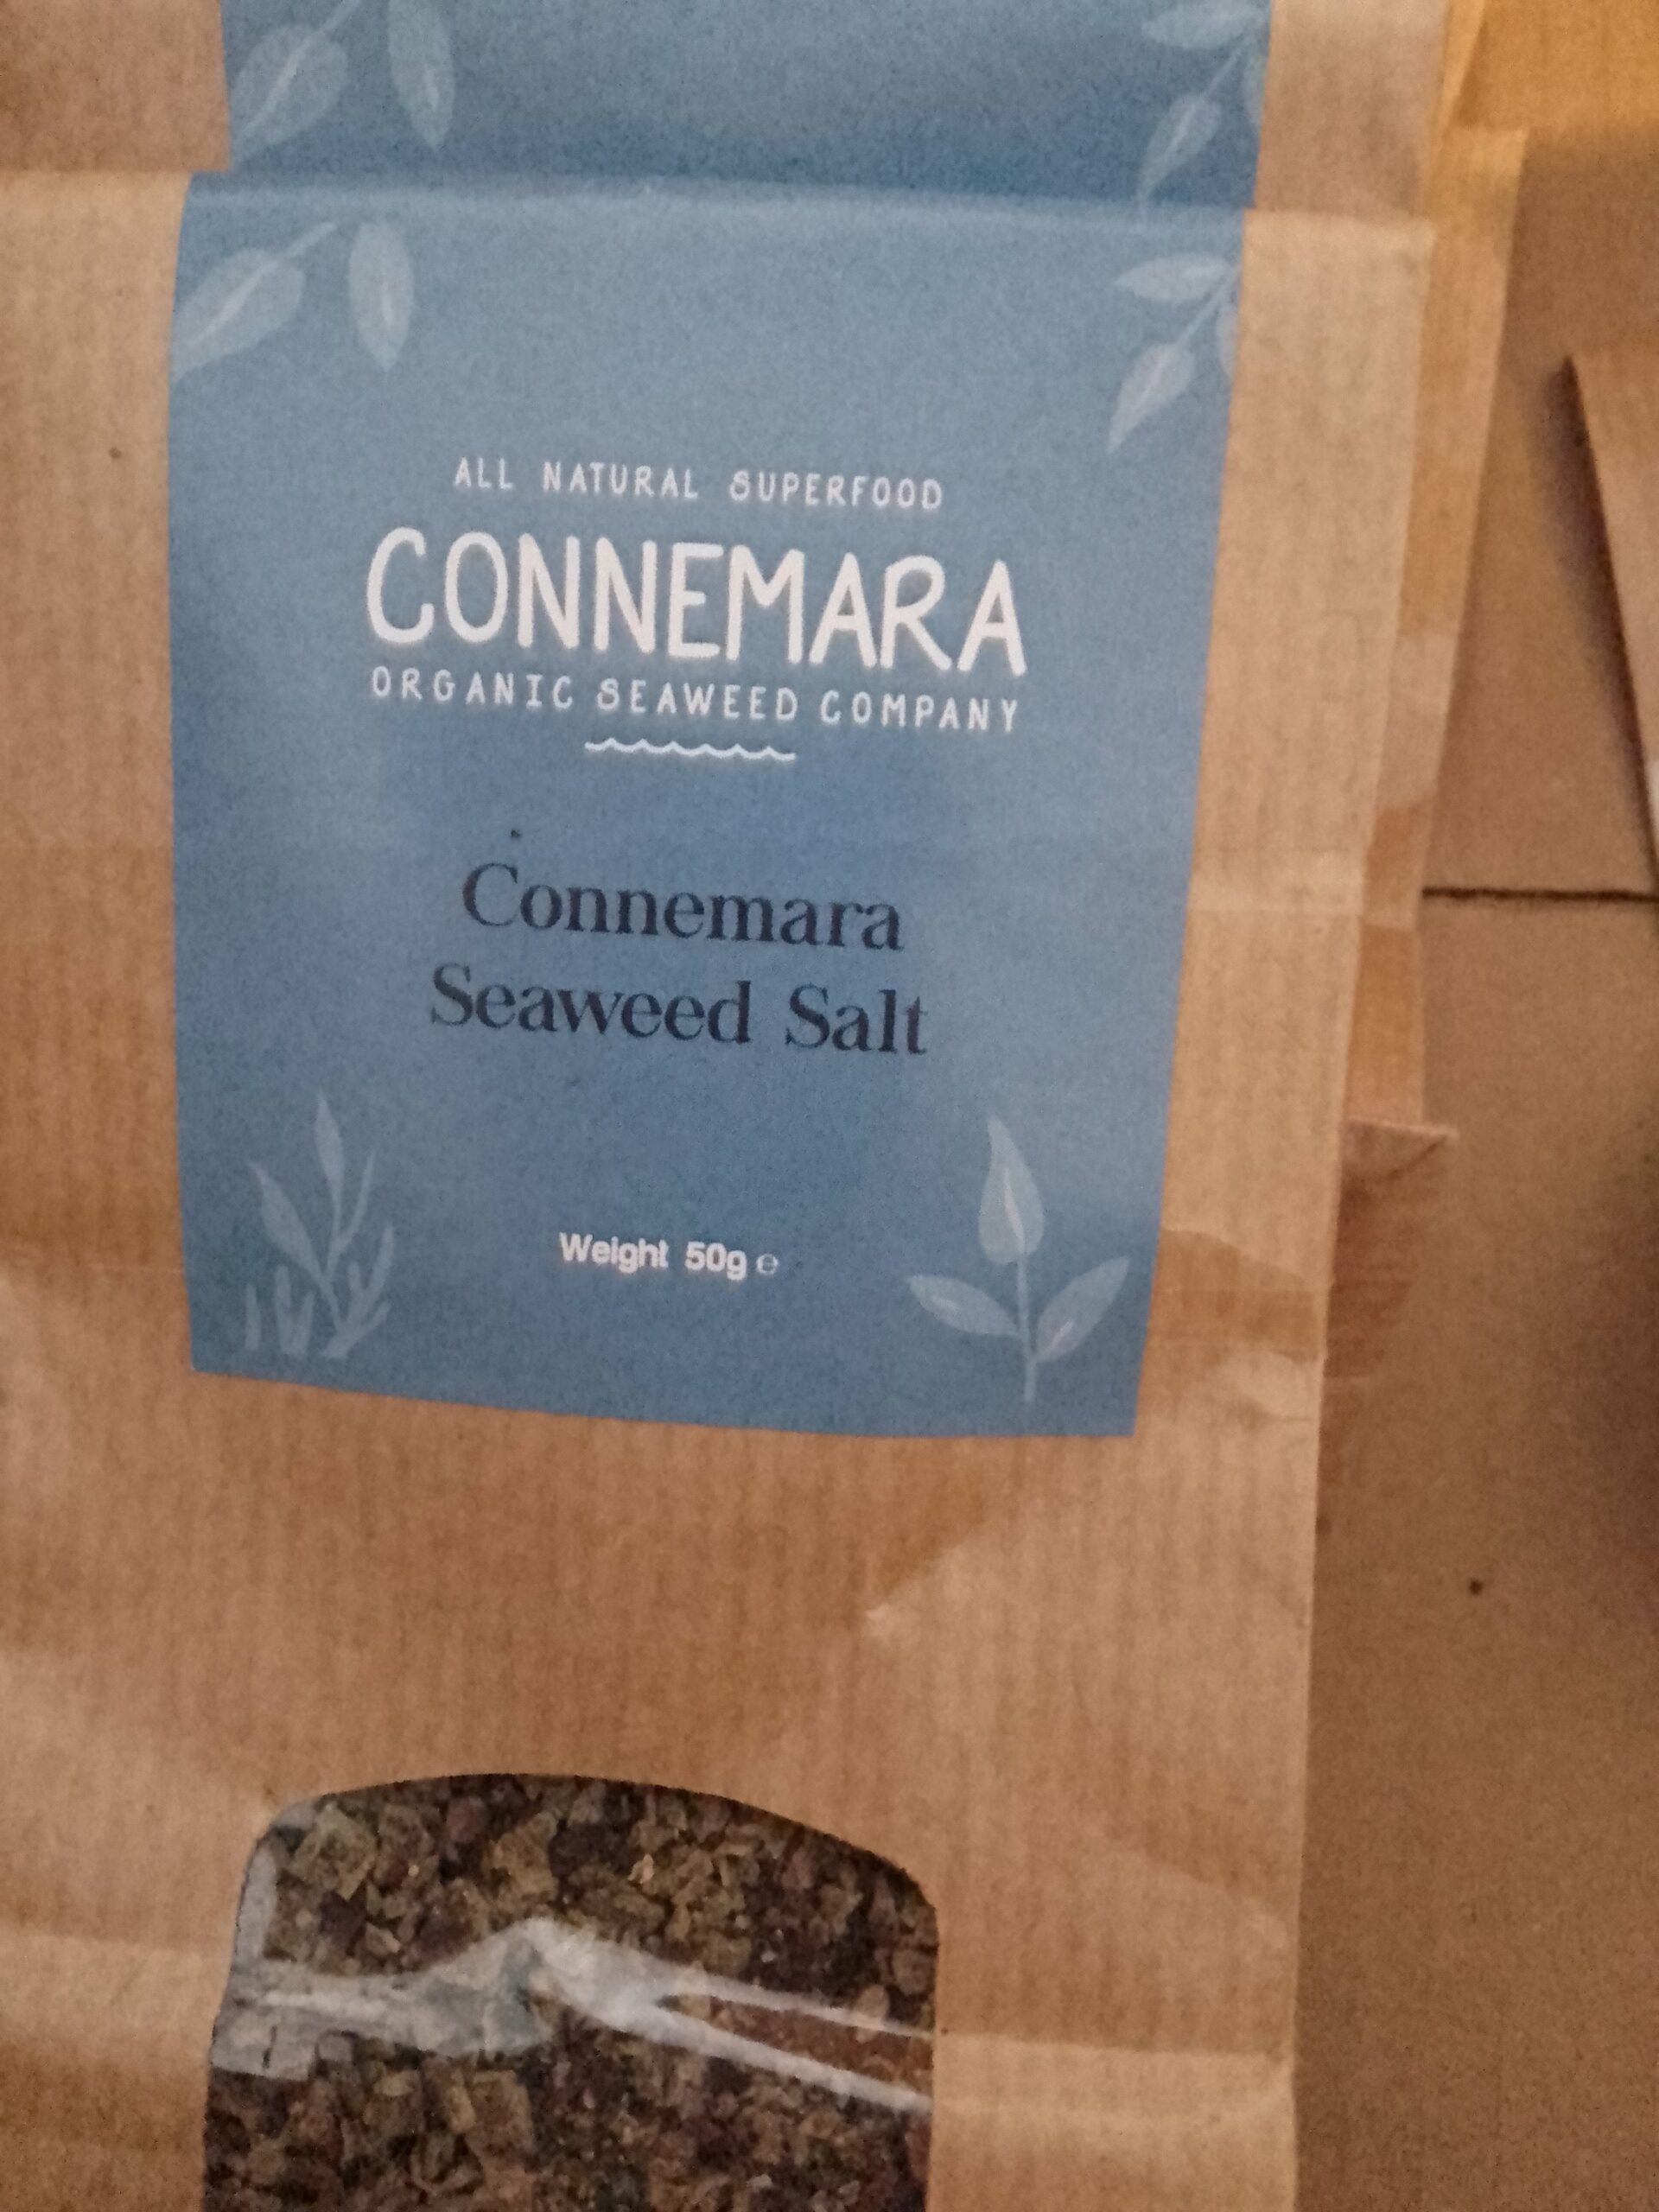 ALL NATURAL SUPERFOOD
CONNEMARA
ORGANIC SEAWEED COMPANY
Connemara
Seaweed Salt
Weight 50g ℮